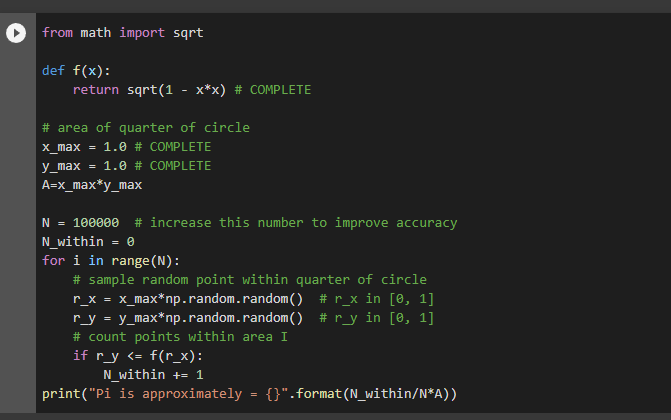 from math import sqrt
def f(x):
    return sqrt(1 - x*x) # COMPLETE
# area of quarter of circle
x_max = 1.0 # COMPLETE
y_max = 1.0 # COMPLETE
A=x_max*y_max
N = 100000  # increase this number to improve accuracy
N_within = 0
for i in range(N):
    # sample random point within quarter of circle
    r_x = x_max*np.random.random()  # r_x in [0, 1]
    r_y = y_max*np.random.random()  # r_y in [0, 1]
    # count points within area I
    if r_y <= f(r_x):
        N_within += 1
print("Pi is approximately = {}".format(N_within/N*A))